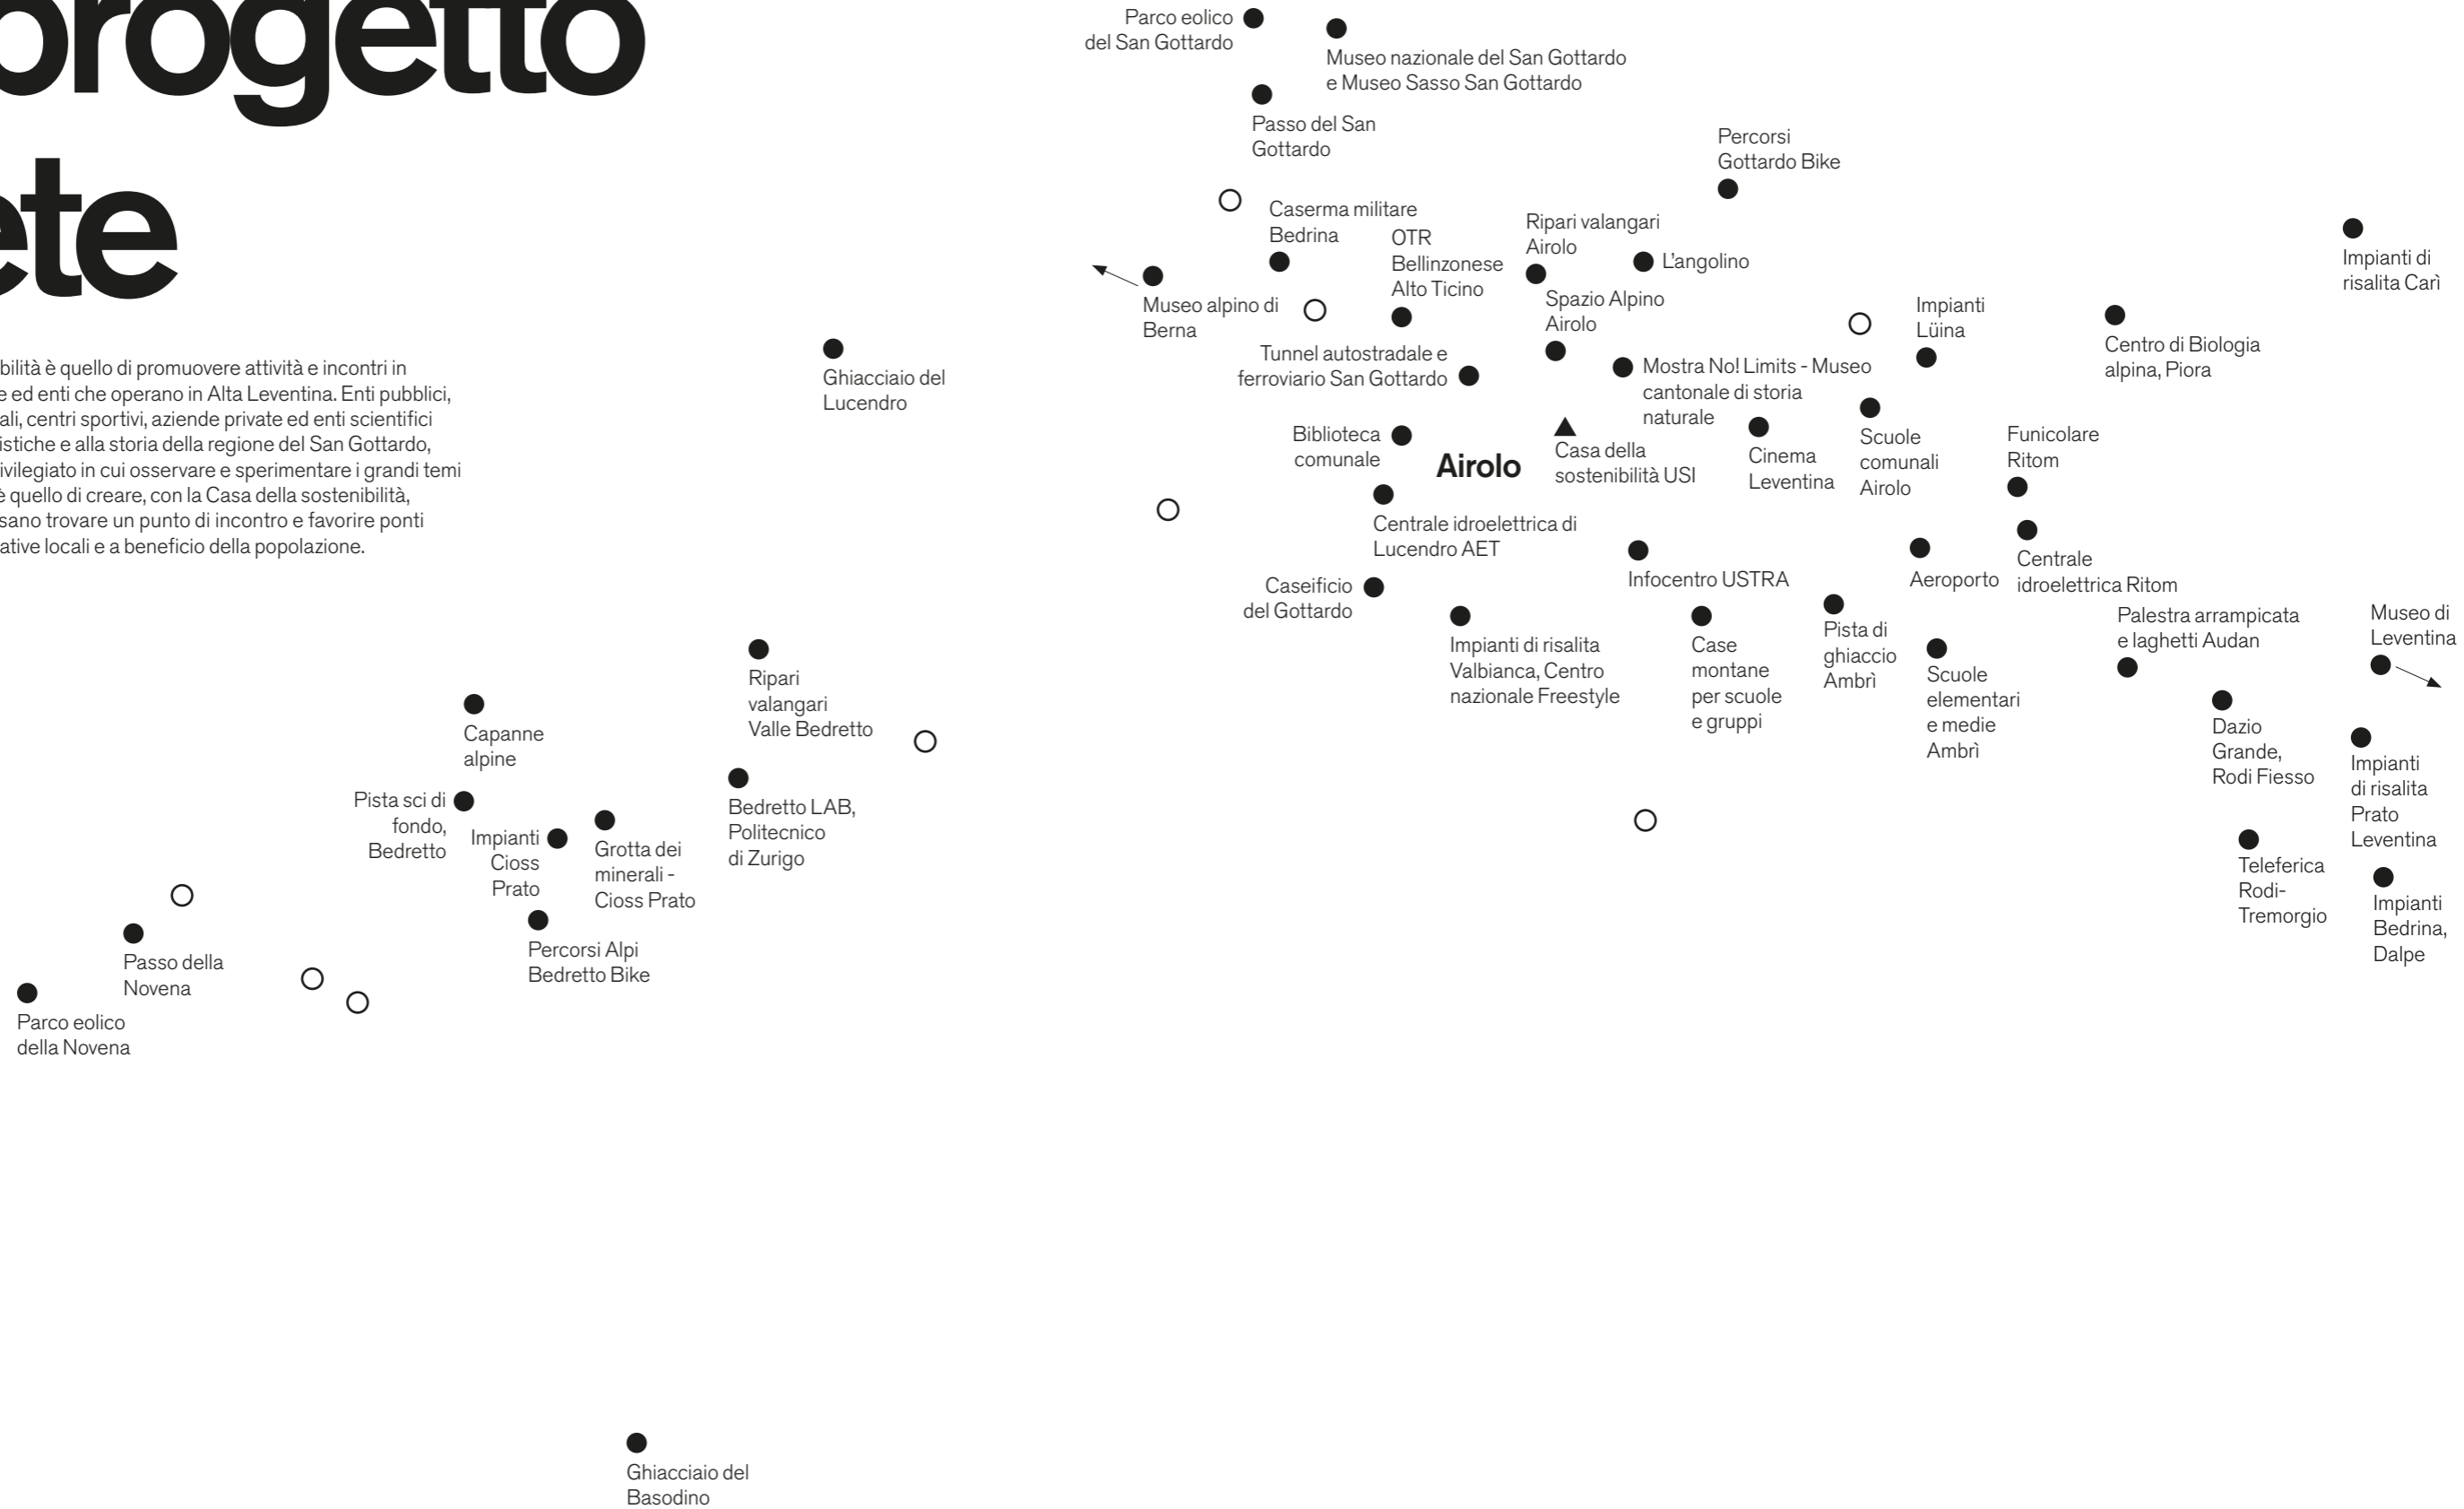 progetto
ete
bilità è quello di promuovere attività e incontri in
e ed enti che operano in Alta Leventina. Enti pubblici,
ali, centri sportivi, aziende private ed enti scientifici
istiche e alla storia della regione del San Gottardo,
ivilegiato in cui osservare e sperimentare i grandi temi
è quello di creare, con la Casa della sostenibilità,
sano trovare un punto di incontro e favorire ponti
ative locali e a beneficio della popolazione.
Parco eolico
del San Gottardo
Museo nazionale del San Gottardo
e Museo Sasso San Gottardo
Passo del San
Gottardo
Percorsi
Gottardo Bike
Caserma militare
Bedrina
OTR
Bellinzonese
Alto Ticino
Ripari valangari
Airolo
L'angolino
Impianti di
risalita Carì
Museo alpino di
Berna
Spazio Alpino
Airolo
Impianti
Lüina
Centro di Biologia
alpina, Piora
Ghiacciaio del
Lucendro
Tunnel autostradale e
ferroviario San Gottardo
Mostra No! Limits - Museo
cantonale di storia
naturale
Biblioteca
comunale
Airolo
Casa della
sostenibilità USI
Cinema
Leventina
Scuole
comunali
Airolo
Funicolare
Ritom
Centrale idroelettrica di
Lucendro AET
Infocentro USTRA
Aeroporto
Centrale
idroelettrica Ritom
Caseificio
del Gottardo
Impianti di risalita
Valbianca, Centro
nazionale Freestyle
Case
montane
per scuole
e gruppi
Pista di
ghiaccio
Ambrì
Scuole
elementari
e medie
Ambrì
Palestra arrampicata
e laghetti Audan
Museo di
Leventina
Dazio
Grande,
Rodi Fiesso
Impianti
di risalita
Prato
Leventina
Teleferica
Rodi-
Tremorgio
Impianti
Bedrina,
Dalpe
Ripari
valangari
Valle Bedretto
Capanne
alpine
Bedretto LAB,
Politecnico
di Zurigo
Pista sci di
fondo,
Bedretto
Impianti
Cioss
Prato
Grotta dei
minerali -
Cioss Prato
Percorsi Alpi
Bedretto Bike
Passo della
Novena
Parco eolico
della Novena
Ghiacciaio del
Basodino